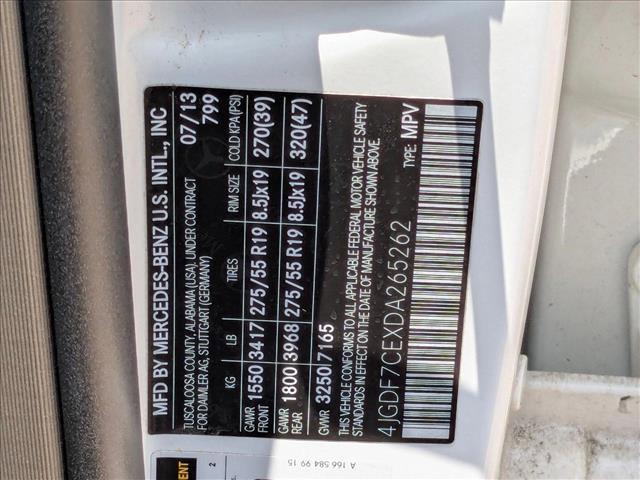 MFD BY MERCEDES-BENZ U.S. INTL., INC
TUSCALOOSA COUNTY, ALABAMA (USA), UNDER CONTRACT 07/13
FOR DAIMLER AG, STUTTGART (GERMANY) 799
KG LB TIRES RIM SIZE COLD KPA(PSI)
GAWR FRONT 1550 3417 275/55 R19 8.5Jx19 270(39)
GAWR REAR 1800 3968 275/55 R19 8.5Jx19 320(47)
GVWR 3250 7165
THIS VEHICLE CONFORMS TO ALL APPLICABLE FEDERAL MOTOR VEHICLE SAFETY
STANDARDS IN EFFECT ON THE DATE OF MANUFACTURE SHOWN ABOVE.
TYPE: MPV
4JGDF7CEXDA265262
A 166 584 99 15
2